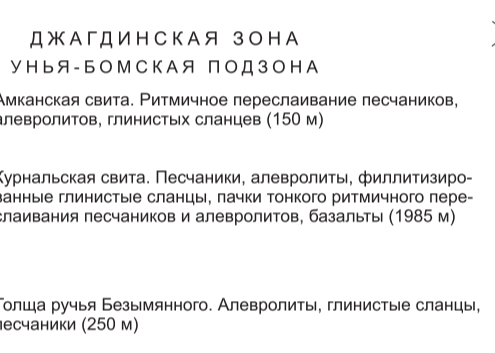 ДЖАГДИНСКАЯ ЗОНА
УНЬЯ-БОМСКАЯ ПОДЗОНА
Амканская свита. Ритмичное переслаивание песчаников,
алевролитов, глинистых сланцев (150 м)
Курнальская свита. Песчаники, алевролиты, филлитизиро-
ванные глинистые сланцы, пачки тонкого ритмичного пере-
слаивания песчаников и алевролитов, базальты (1985 м)
Толща ручья Безымянного. Алевролиты, глинистые сланцы,
песчаники (250 м)